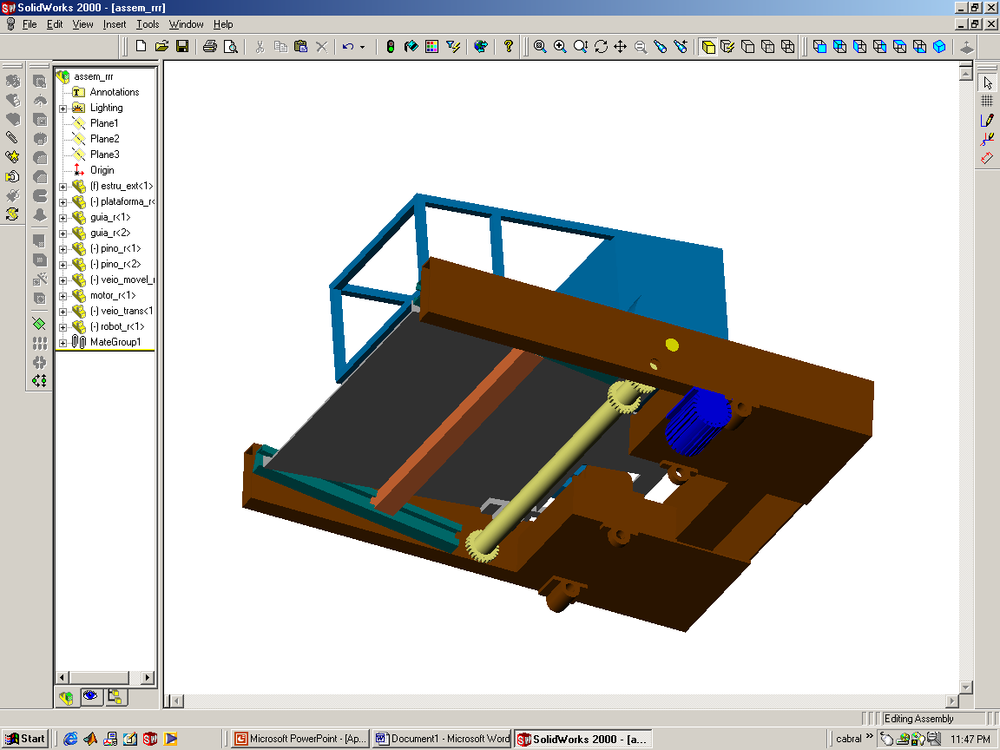 SolidWorks 2000 - [assem_rrr]
File Edit View Insert Tools Window Help
assem_rrr
Annotations
Lighting
Plane1
Plane2
Plane3
Origin
(f) estru_ext<1>
(-) plataforma_r<
guia_r<1>
guia_r<2>
(-) pino_r<1>
(-) pino_r<2>
(-) veio_movel_r
motor_r<1>
(-) veio_trans<1
(-) robot_r<1>
MateGroup1
Editing Assembly
Start Microsoft PowerPoint - [Ap... Document1 - Microsoft Word SolidWorks 2000 - [a... cabral » 11:47 PM